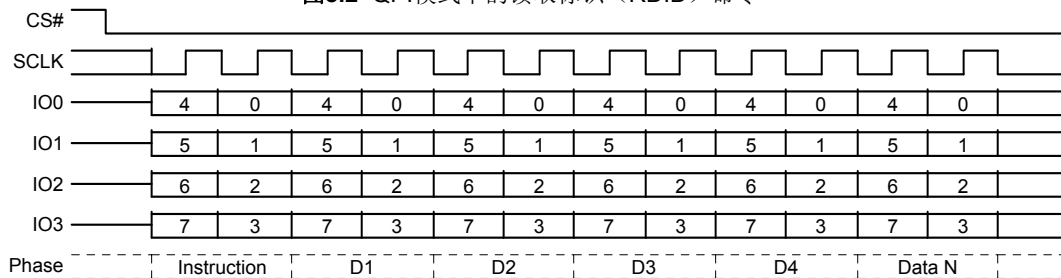 QPI模式下的读取标识（RDID）命令
CS#
SCLK
IO0 4 0 4 0 4 0 4 0 4 0 4 0
IO1 5 1 5 1 5 1 5 1 5 1 5 1
IO2 6 2 6 2 6 2 6 2 6 2 6 2
IO3 7 3 7 3 7 3 7 3 7 3 7 3
Phase Instruction D1 D2 D3 D4 Data N